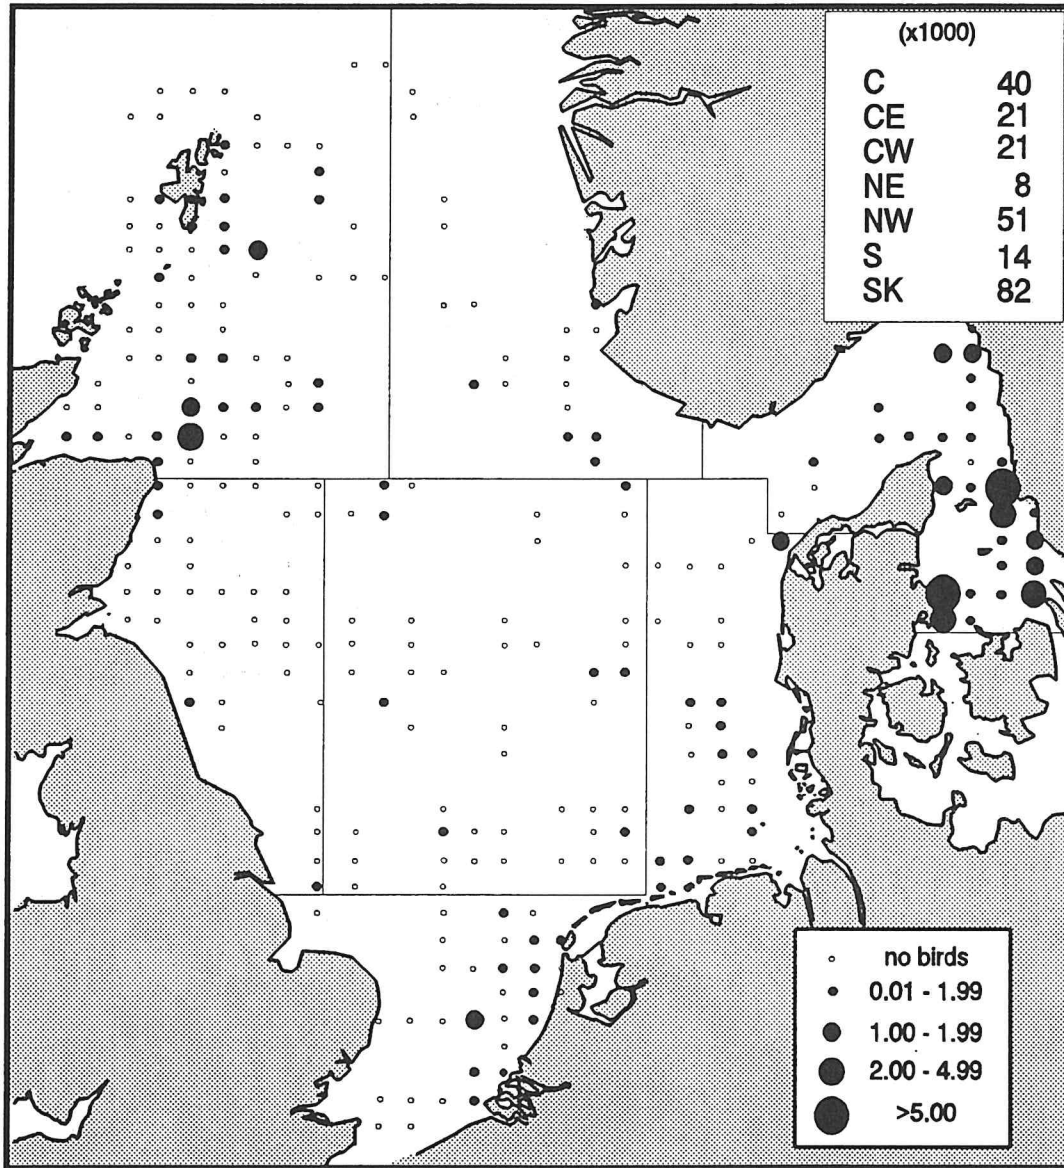 (x1000)
C 40
CE 21
CW 21
NE 8
NW 51
S 14
SK 82
no birds
0.01 - 1.99
1.00 - 1.99
2.00 - 4.99
>5.00